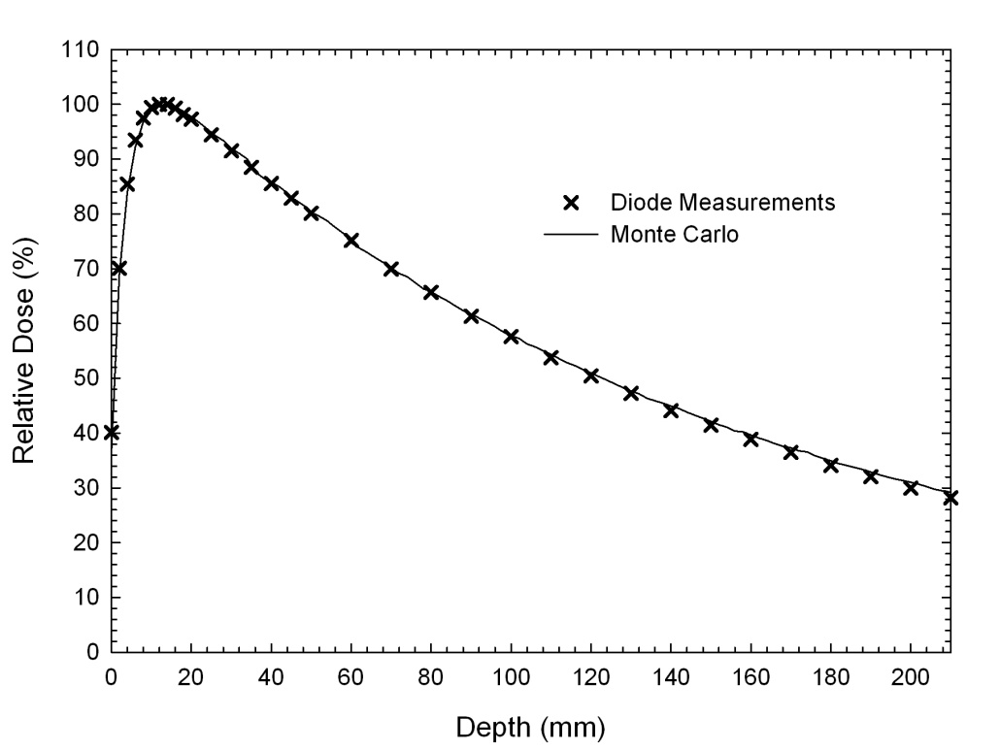 110
100
90
80
70
60
50
40
30
20
10
0
Relative Dose (%)
Diode Measurements
Monte Carlo
0 20 40 60 80 100 120 140 160 180 200
Depth (mm)